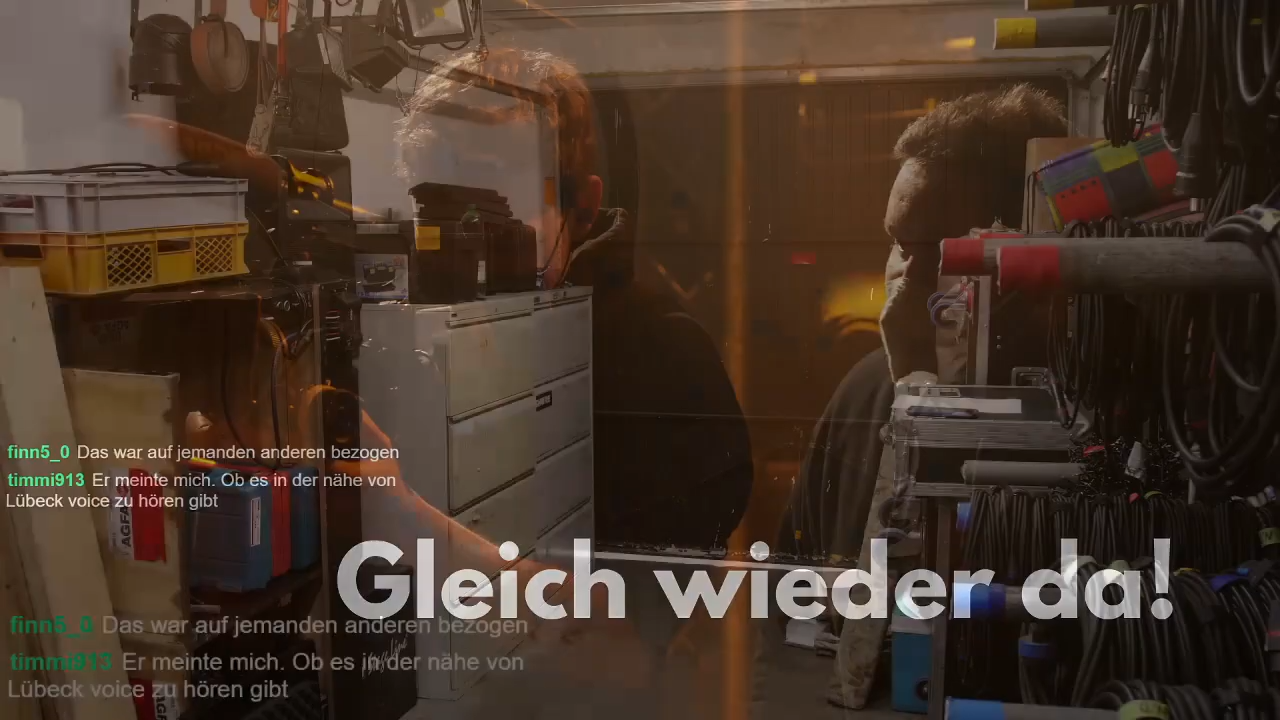 AGFA
finn5_0 Das war auf jemanden anderen bezogen
timmi913 Er meinte mich. Ob es in der nähe von
Lübeck voice zu hören gibt
Gleich wieder da!
finn5_0 Das war auf jemanden anderen bezogen
timmi913 Er meinte mich. Ob es in der nähe von
Lübeck voice zu hören gibt